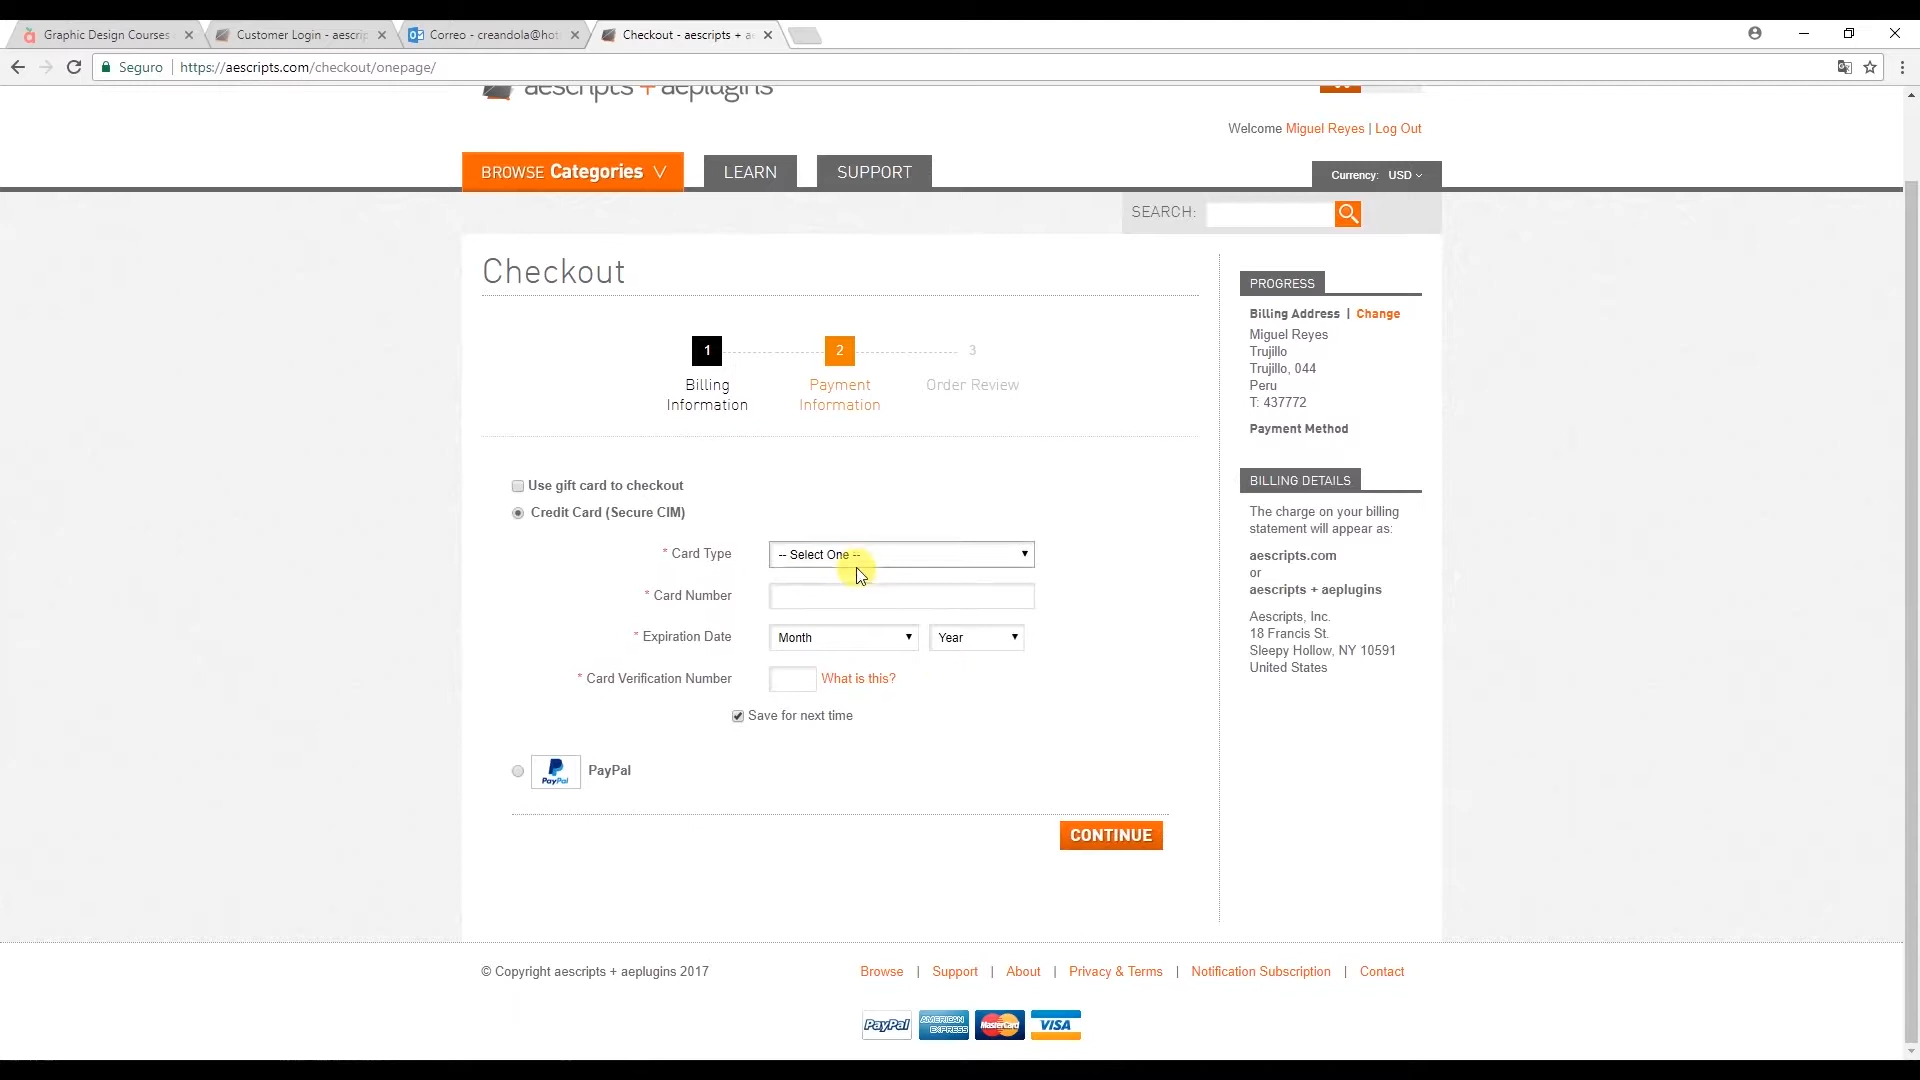 Graphic Design Courses
Customer Login - aescrip
Correo - creandola@hot
Checkout - aescripts + a
Seguro
https://aescripts.com/checkout/onepage/
aescripts + aeplugins
Welcome Miguel Reyes | Log Out
BROWSE Categories
LEARN
SUPPORT
Currency: USD
SEARCH:
Checkout
1
2
3
Billing Information
Payment Information
Order Review
Use gift card to checkout
Credit Card (Secure CIM)
* Card Type
-- Select One --
* Card Number
* Expiration Date
Month
Year
* Card Verification Number
What is this?
Save for next time
PayPal
PayPal
CONTINUE
PROGRESS
Billing Address | Change
Miguel Reyes
Trujillo
Trujillo, 044
Peru
T: 437772
Payment Method
BILLING DETAILS
The charge on your billing
statement will appear as:
aescripts.com
or
aescripts + aeplugins
Aescripts, Inc.
18 Francis St.
Sleepy Hollow, NY 10591
United States
© Copyright aescripts + aeplugins 2017
Browse | Support | About | Privacy & Terms | Notification Subscription | Contact
PayPal
AMERICAN EXPRESS
MasterCard
VISA